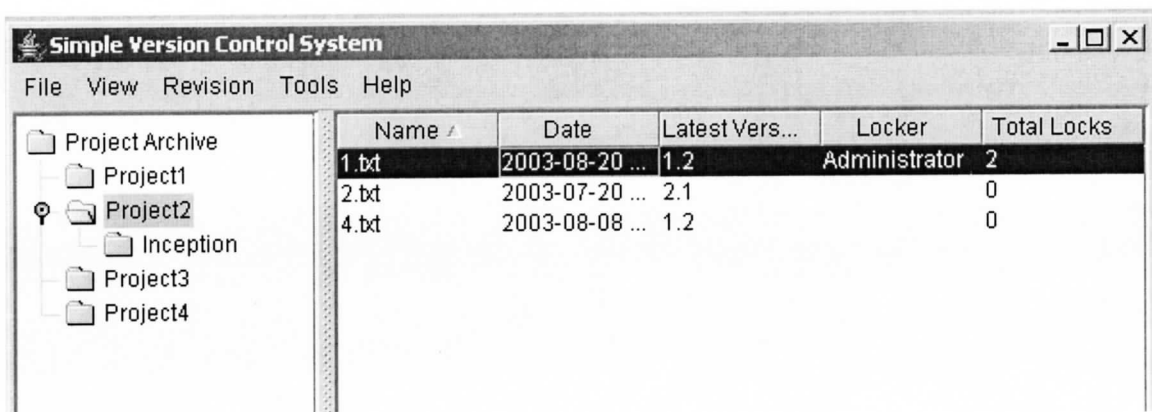 Simple Version Control System
File View Revision Tools Help
Project Archive
Project1
Project2
Inception
Project3
Project4
Name Date Latest Vers... Locker Total Locks
1.txt 2003-08-20 ... 1.2 Administrator 2
2.txt 2003-07-20 ... 2.1 0
4.txt 2003-08-08 ... 1.2 0